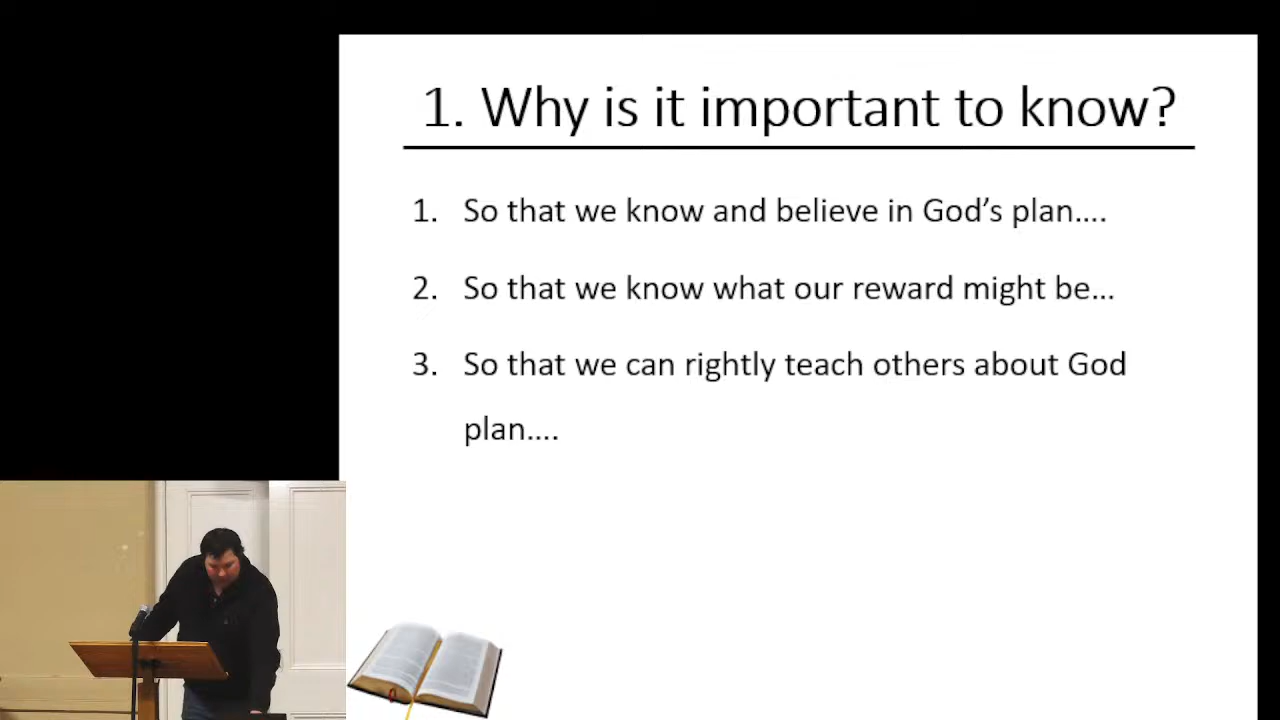 1. Why is it important to know?
1. So that we know and believe in God’s plan….
2. So that we know what our reward might be…
3. So that we can rightly teach others about God
plan….